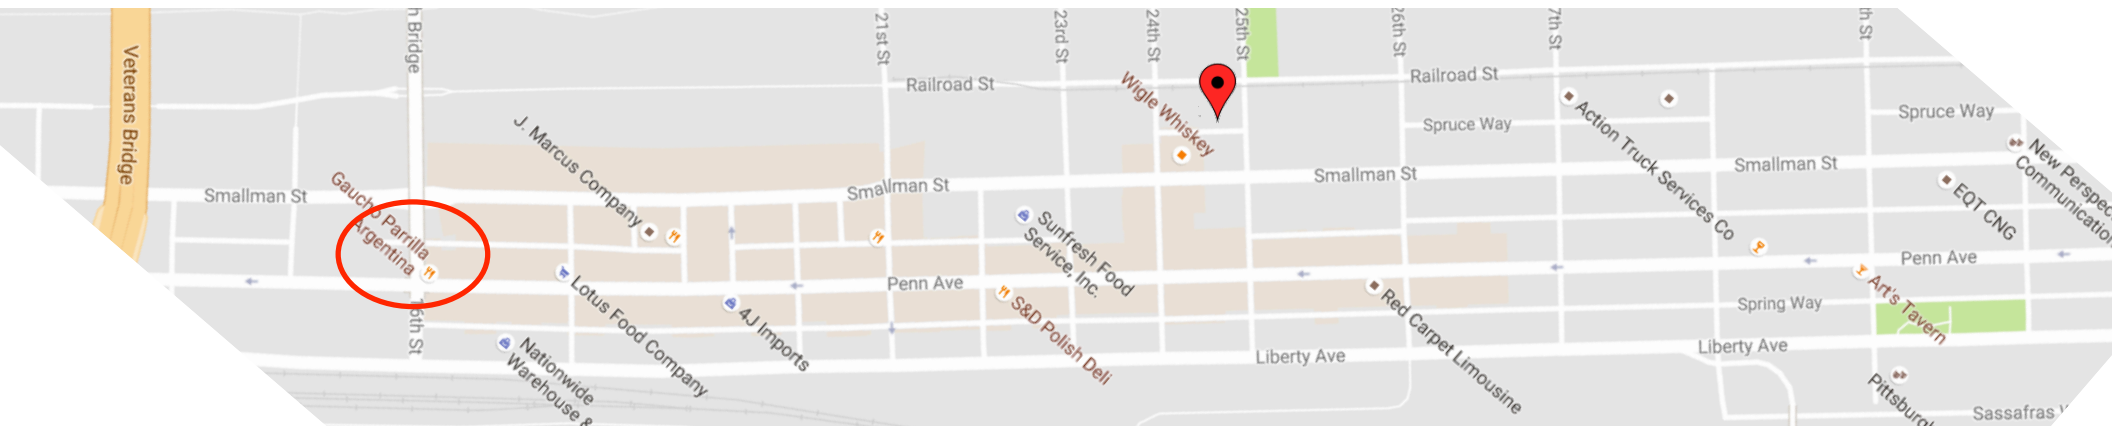 Veterans Bridge
h Bridge
21st St
23rd St
24th St
25th St
26th St
7th St
th St
Railroad St
Railroad St
Wigle Whiskey
Spruce Way
Spruce Way
Action Truck Services Co
J. Marcus Company
Gaucho Parrilla
Argentina
Smallman St
Smallman St
Smallman St
Smallman St
New Perspec
Communication
EQT CNG
Sunfresh Food
Service, Inc.
Penn Ave
Penn Ave
Lotus Food Company
4J Imports
S&D Polish Deli
Red Carpet Limousine
Art's Tavern
Spring Way
16th St
Nationwide
Warehouse &
Liberty Ave
Liberty Ave
Pittsburgh
Sassafras